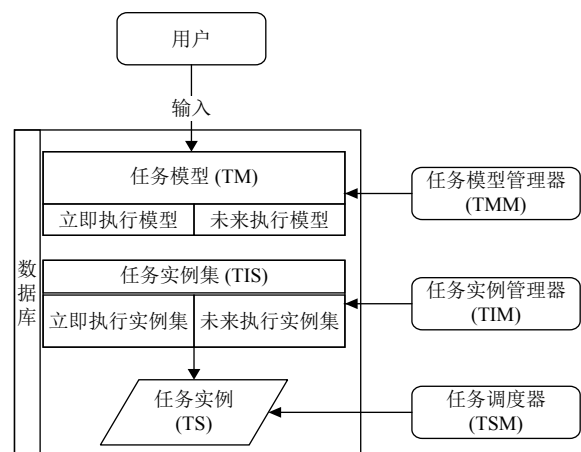 用户
输入
数据库
任务模型 (TM)
立即执行模型
未来执行模型
任务模型管理器
(TMM)
任务实例集 (TIS)
立即执行实例集
未来执行实例集
任务实例管理器
(TIM)
任务实例
(TS)
任务调度器
(TSM)